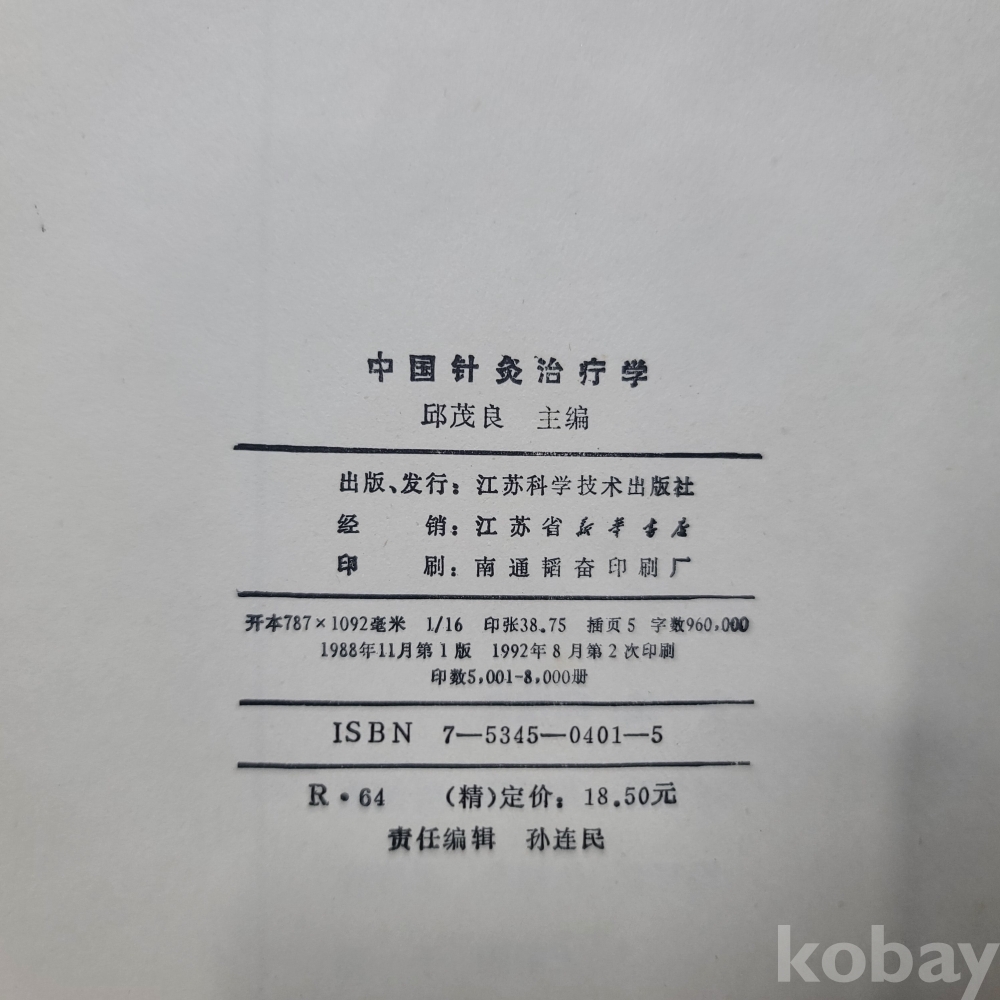 中国针灸治疗学
邱茂良 主编
出版、发行：江苏科学技术出版社
经 销：江苏省新华书店
印 刷：南通韬奋印刷厂
开本787×1092毫米 1/16 印张38.75 插页5 字数960,000
1988年11月第1版 1992年8月第2次印刷
印数5,001-8,000册
ISBN 7—5345—0401—5
R·64 （精）定价：18.50元
责任编辑 孙连民
kobay